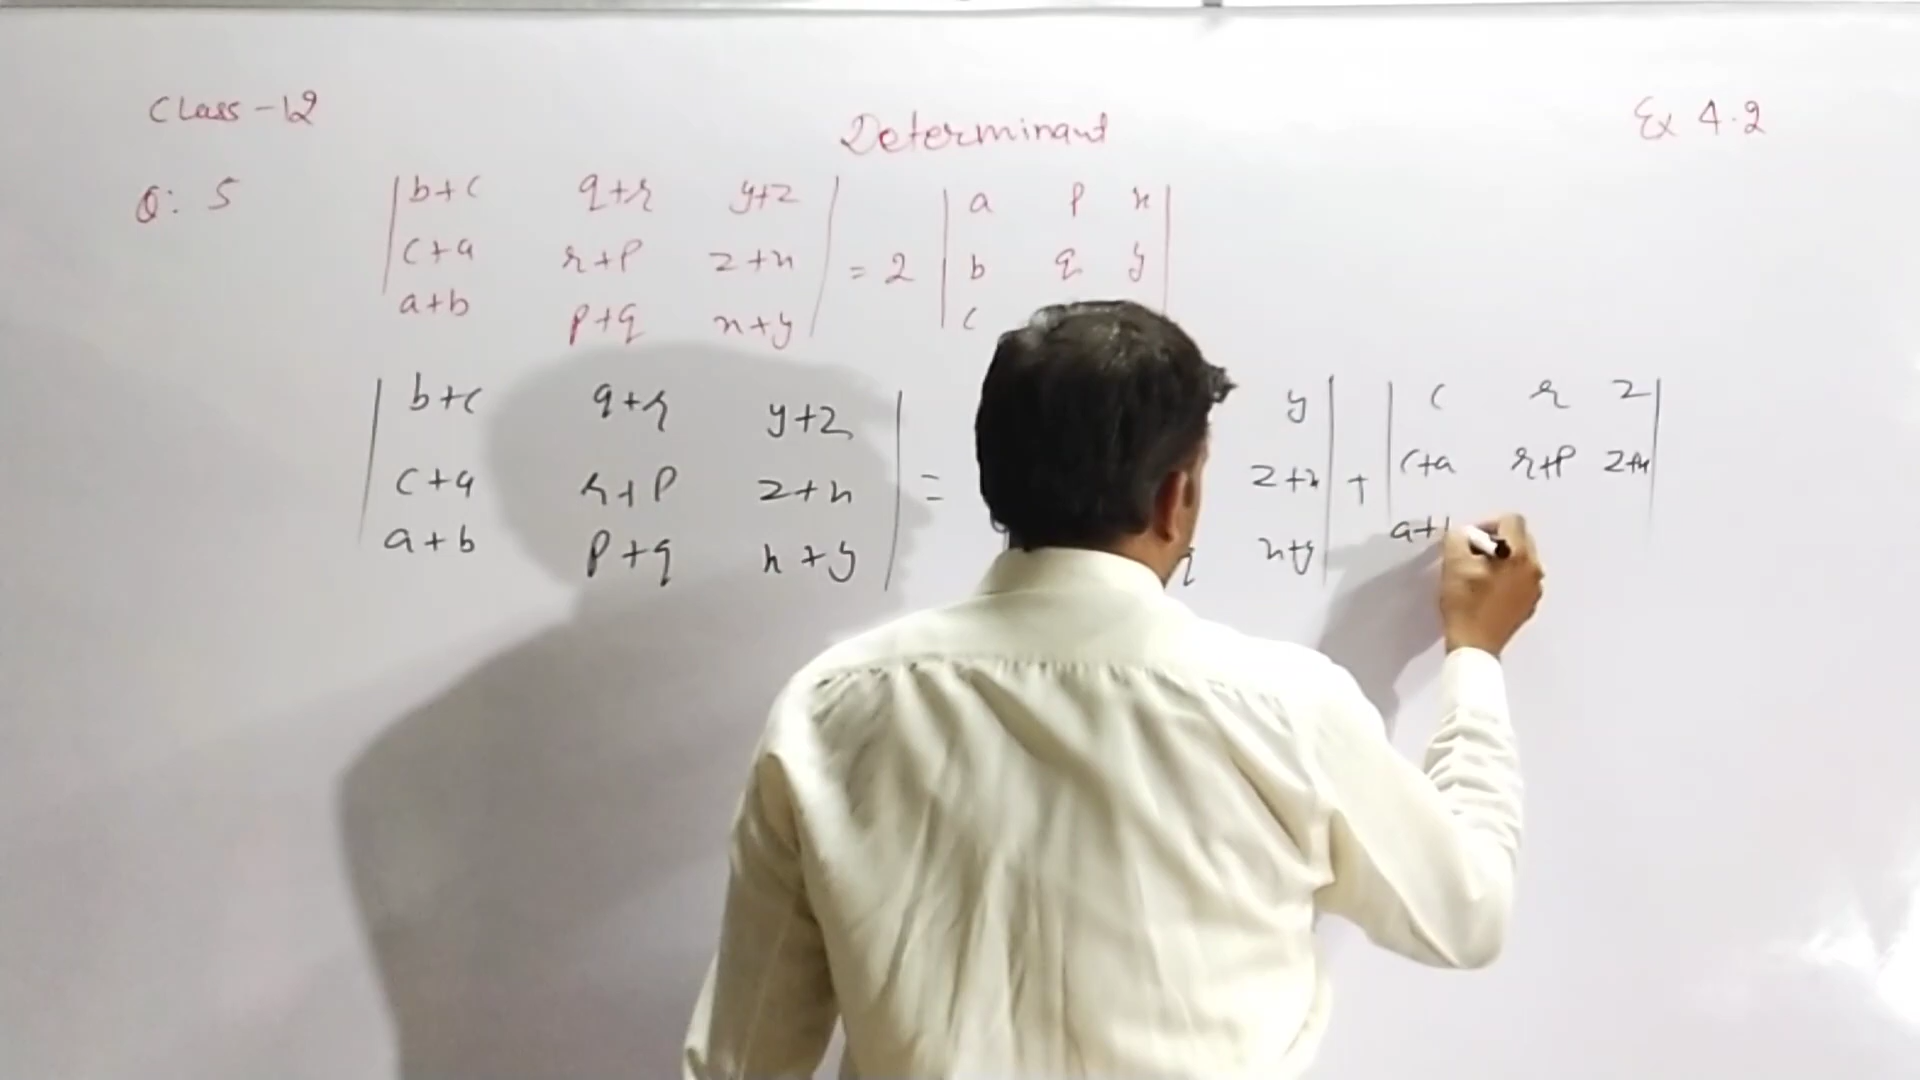 Class-12 Determinant Ex 4.2
Q: 5 | b+c q+r y+z | | a p x |
| c+a r+p z+x | = 2 | b q y |
| a+b p+q x+y | | c
| b+c q+r y+z | y | | c r z |
| c+a r+p z+x | = z+x | + | c+a r+p z+x |
| a+b p+q x+y | x+y | | a+